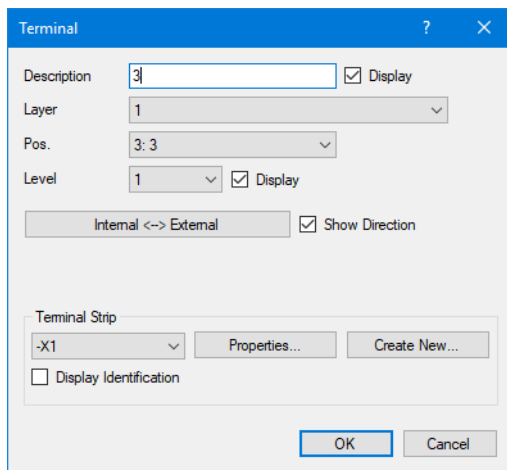 Terminal ?
Description 3 Display
Layer 1
Pos. 3: 3
Level 1 Display
Internal <--> External Show Direction
Terminal Strip
-X1 Properties... Create New...
Display Identification
OK Cancel